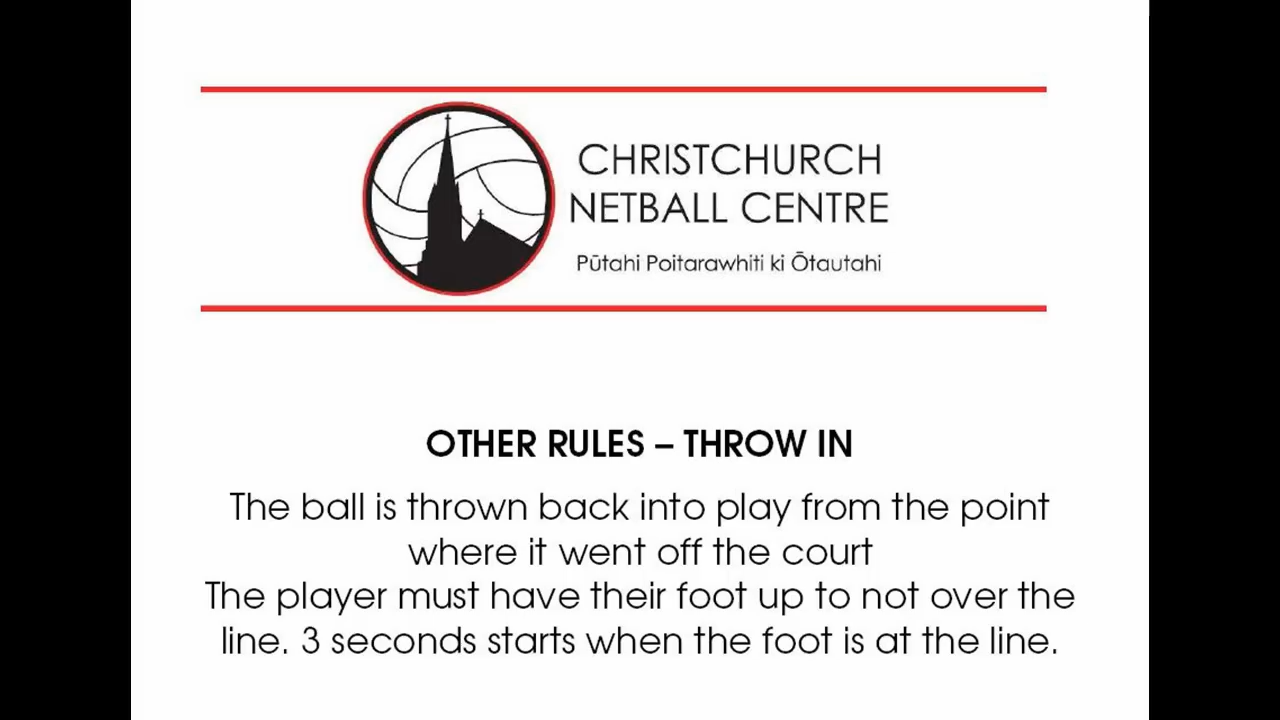 CHRISTCHURCH
NETBALL CENTRE
Pūtahi Poitarawhiti ki Ōtautahi
OTHER RULES – THROW IN
The ball is thrown back into play from the point
where it went off the court
The player must have their foot up to not over the
line. 3 seconds starts when the foot is at the line.